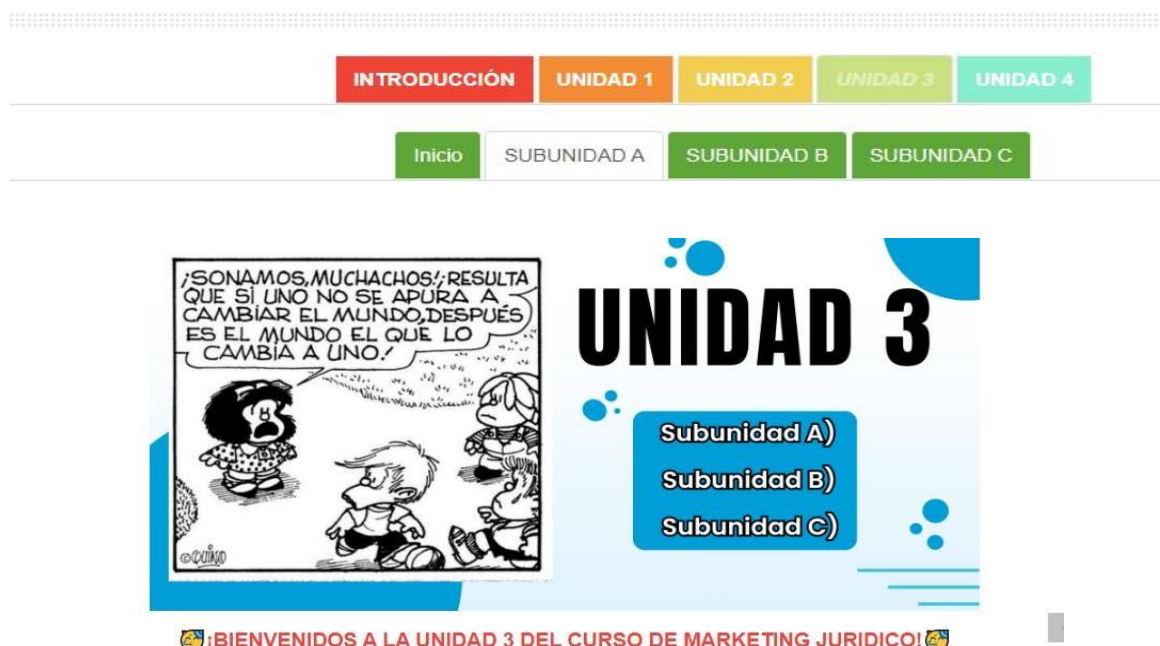 INTRODUCCIÓN UNIDAD 1 UNIDAD 2 UNIDAD 3 UNIDAD 4
Inicio SUBUNIDAD A SUBUNIDAD B SUBUNIDAD C
¡SONAMOS, MUCHACHOS!¡RESULTA
QUE SI UNO NO SE APURA A
CAMBIAR EL MUNDO, DESPUÉS
ES EL MUNDO EL QUE LO
CAMBIA A UNO!
©QUINO
UNIDAD 3
Subunidad A)
Subunidad B)
Subunidad C)
¡BIENVENIDOS A LA UNIDAD 3 DEL CURSO DE MARKETING JURIDICO!